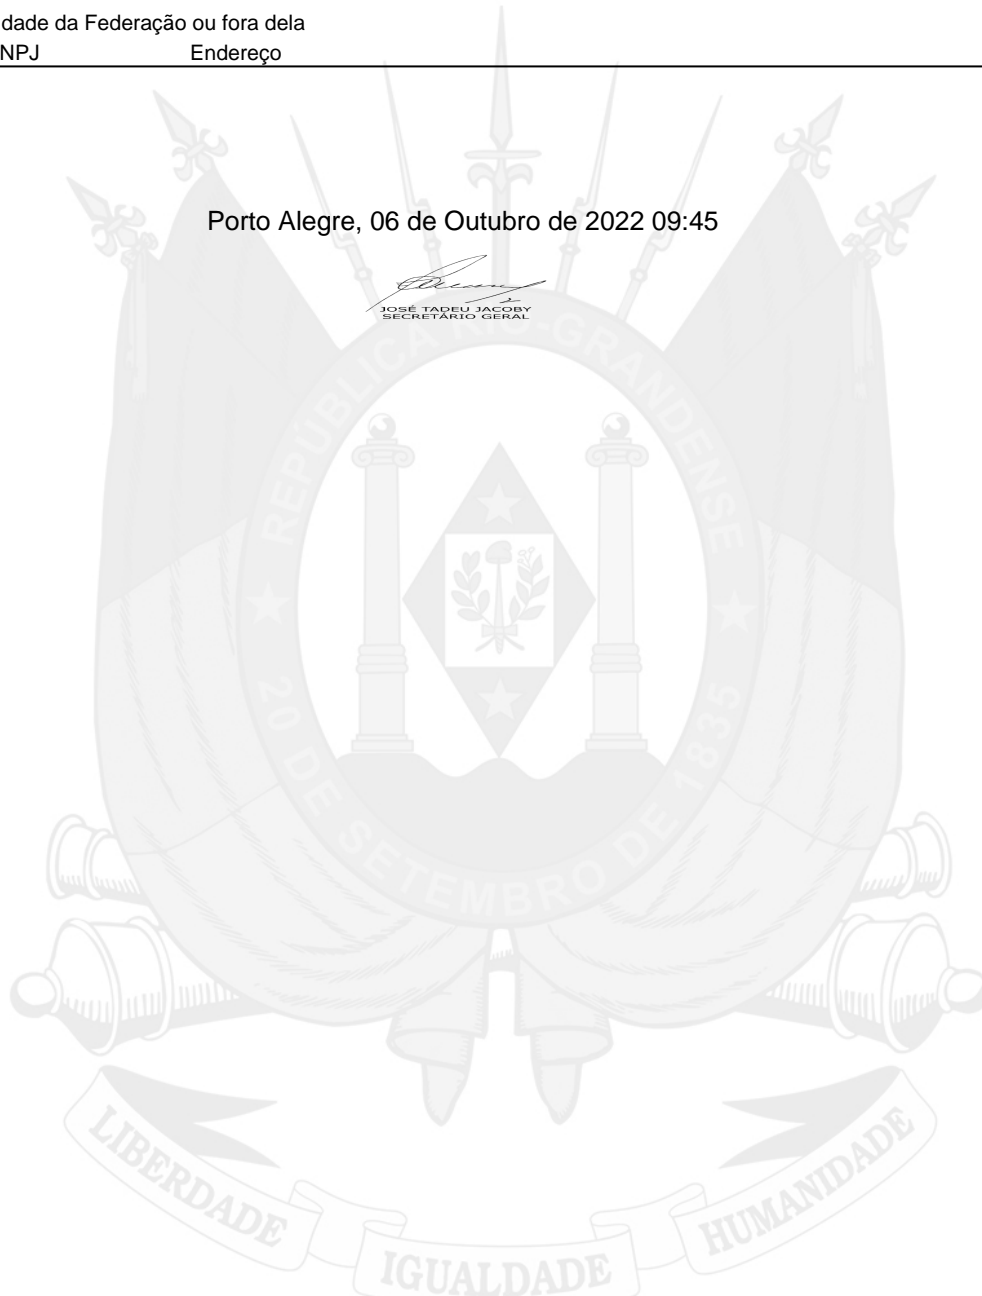 dade da Federação ou fora dela
NPJ Endereço
Porto Alegre, 06 de Outubro de 2022 09:45
JOSÉ TADEU JACOBY
SECRETÁRIO GERAL
REPÚBLICA RIO-GRANDENSE
20 DE SETEMBRO DE 1835
LIBERDADE
IGUALDADE
HUMANIDADE